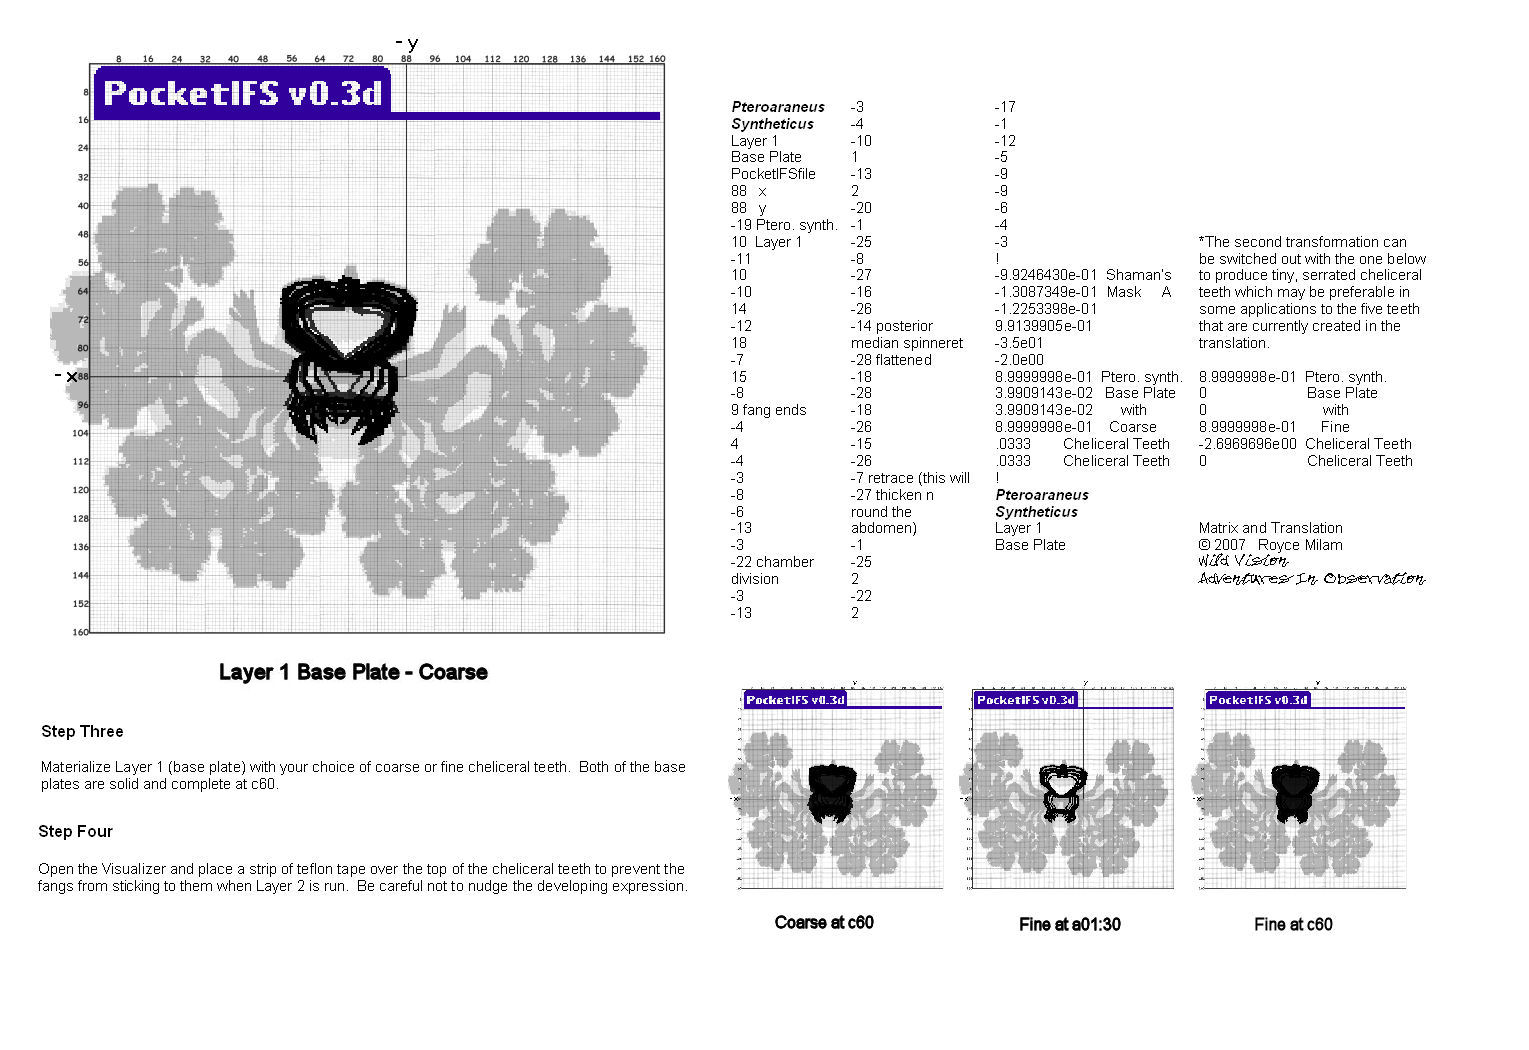 - y
8 16 24 32 40 48 56 64 72 80 88 96 104 112 120 128 136 144 152 160
PocketIFS v0.3d
8
16
24
32
40
48
56
64
72
80
- x 88
96
104
112
120
128
136
144
152
160
Layer 1 Base Plate - Coarse
Step Three
Materialize Layer 1 (base plate) with your choice of coarse or fine cheliceral teeth. Both of the base
plates are solid and complete at c60.
Step Four
Open the Visualizer and place a strip of teflon tape over the top of the cheliceral teeth to prevent the
fangs from sticking to them when Layer 2 is run. Be careful not to nudge the developing expression.
Pteroaraneus
Syntheticus
Layer 1
Base Plate
PocketIFSfile
88 x
88 y
-19 Ptero. synth.
10 Layer 1
-11
10
-10
14
-12
18
-7
15
-8
9 fang ends
-4
4
-4
-3
-8
-6
-13
-3
-22 chamber
division
-3
-13
-3
-4
-10
1
-13
2
-20
-1
-25
-8
-27
-16
-26
-14 posterior
median spinneret
-28 flattened
-18
-28
-18
-26
-15
-26
-7 retrace (this will
-27 thicken n
round the
abdomen)
-1
-25
2
-22
2
-17
-1
-12
-5
-9
-9
-6
-4
-3
!
-9.9246430e-01 Shaman's
-1.3087349e-01 Mask A
-1.2253398e-01
9.9139905e-01
-3.5e01
-2.0e00
8.9999998e-01 Ptero. synth.
3.9909143e-02 Base Plate
3.9909143e-02 with
8.9999998e-01 Coarse
.0333 Cheliceral Teeth
.0333 Cheliceral Teeth
!
Pteroaraneus
Syntheticus
Layer 1
Base Plate
*The second transformation can
be switched out with the one below
to produce tiny, serrated cheliceral
teeth which may be preferable in
some applications to the five teeth
that are currently created in the
translation.
8.9999998e-01 Ptero. synth.
0 Base Plate
0 with
8.9999998e-01 Fine
-2.6969696e00 Cheliceral Teeth
0 Cheliceral Teeth
Matrix and Translation
© 2007 Royce Milam
Wild Vision
Adventures In Observation
PocketIFS v0.3d
Coarse at c60
PocketIFS v0.3d
Fine at a01:30
PocketIFS v0.3d
Fine at c60